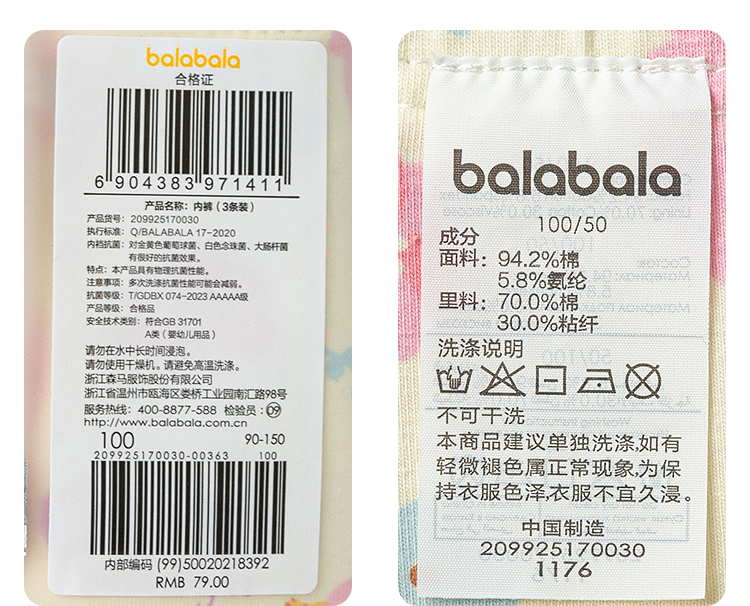 balabala
合格证
6 904383 971411
产品名称：内裤（3条装）
产品货号：209925170030
执行标准：Q/BALABALA 17-2020
内裆抗菌：对金黄色葡萄球菌、白色念珠菌、大肠杆菌
有很好的抗菌效果。
特点：本产品具有物理抗菌性能。
注意事项：多次洗涤抗菌性能可能会减弱。
抗菌等级：T/GDBX 074-2023 AAAAA级
产品等级：合格品
安全技术类别：符合GB 31701
A类（婴幼儿用品）
请勿在水中长时间浸泡。
请勿使用干燥机。请避免高温洗涤。
浙江森马服饰股份有限公司
浙江省温州市瓯海区娄桥工业园南汇路98号
服务热线：400-8877-588 检验员：09
http://www.balabala.com.cn
100 90-150
209925170030-00363 100
内部编码 (99)50020218392
RMB 79.00
balabala
100/50
成分
面料：94.2%棉
5.8%氨纶
里料：70.0%棉
30.0%粘纤
洗涤说明
不可干洗
本商品建议单独洗涤,如有
轻微褪色属正常现象,为保
持衣服色泽,衣服不宜久浸。
中国制造
209925170030
1176